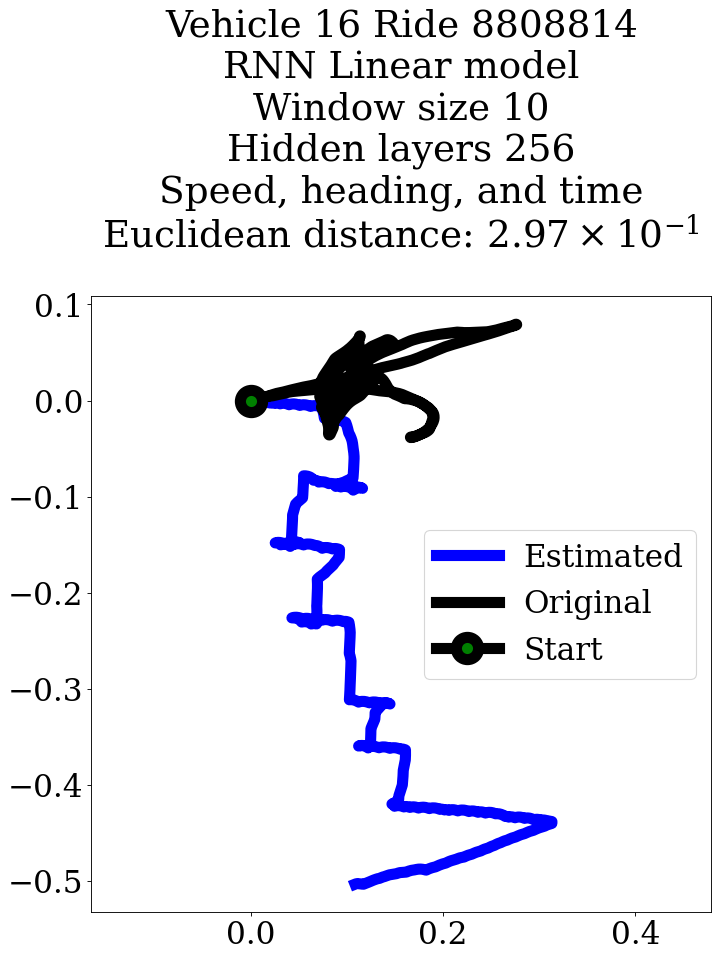 Vehicle 16 Ride 8808814
RNN Linear model
Window size 10
Hidden layers 256
Speed, heading, and time
Euclidean distance: 2.97 × 10⁻¹
0.1
0.0
−0.1
−0.2
−0.3
−0.4
−0.5
Estimated
Original
Start
0.0 0.2 0.4